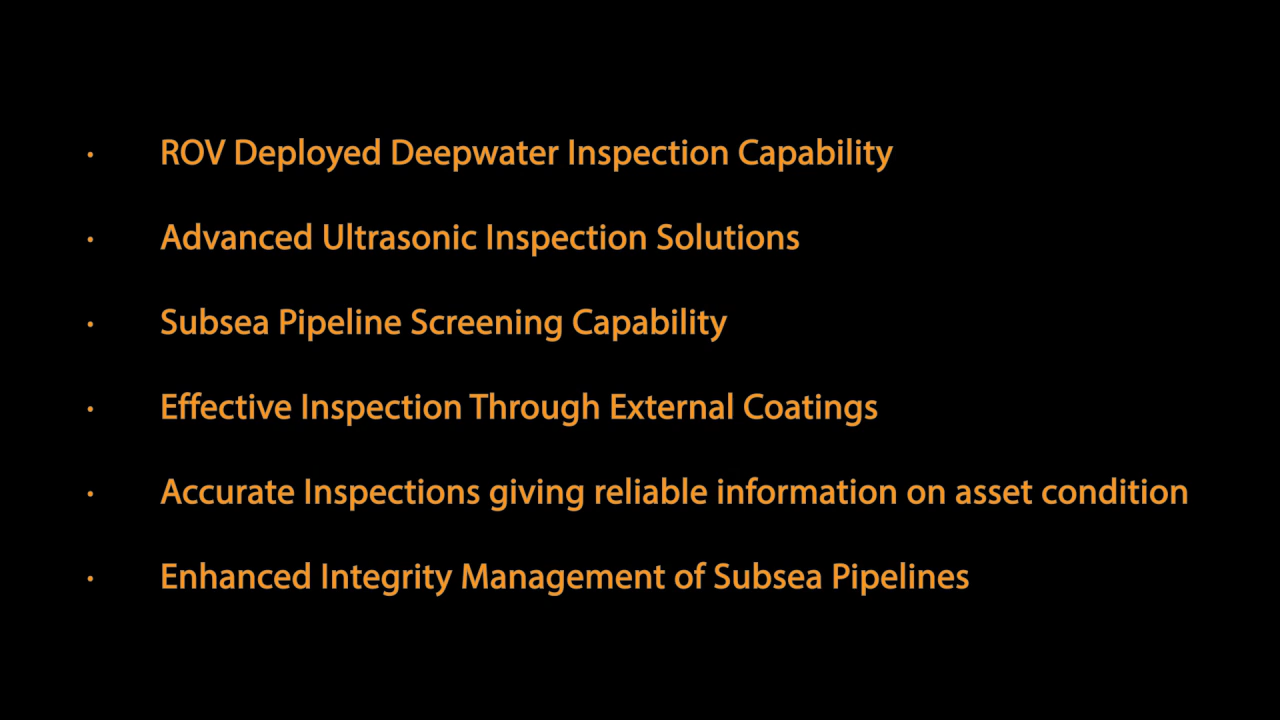 · ROV Deployed Deepwater Inspection Capability
· Advanced Ultrasonic Inspection Solutions
· Subsea Pipeline Screening Capability
· Effective Inspection Through External Coatings
· Accurate Inspections giving reliable information on asset condition
· Enhanced Integrity Management of Subsea Pipelines